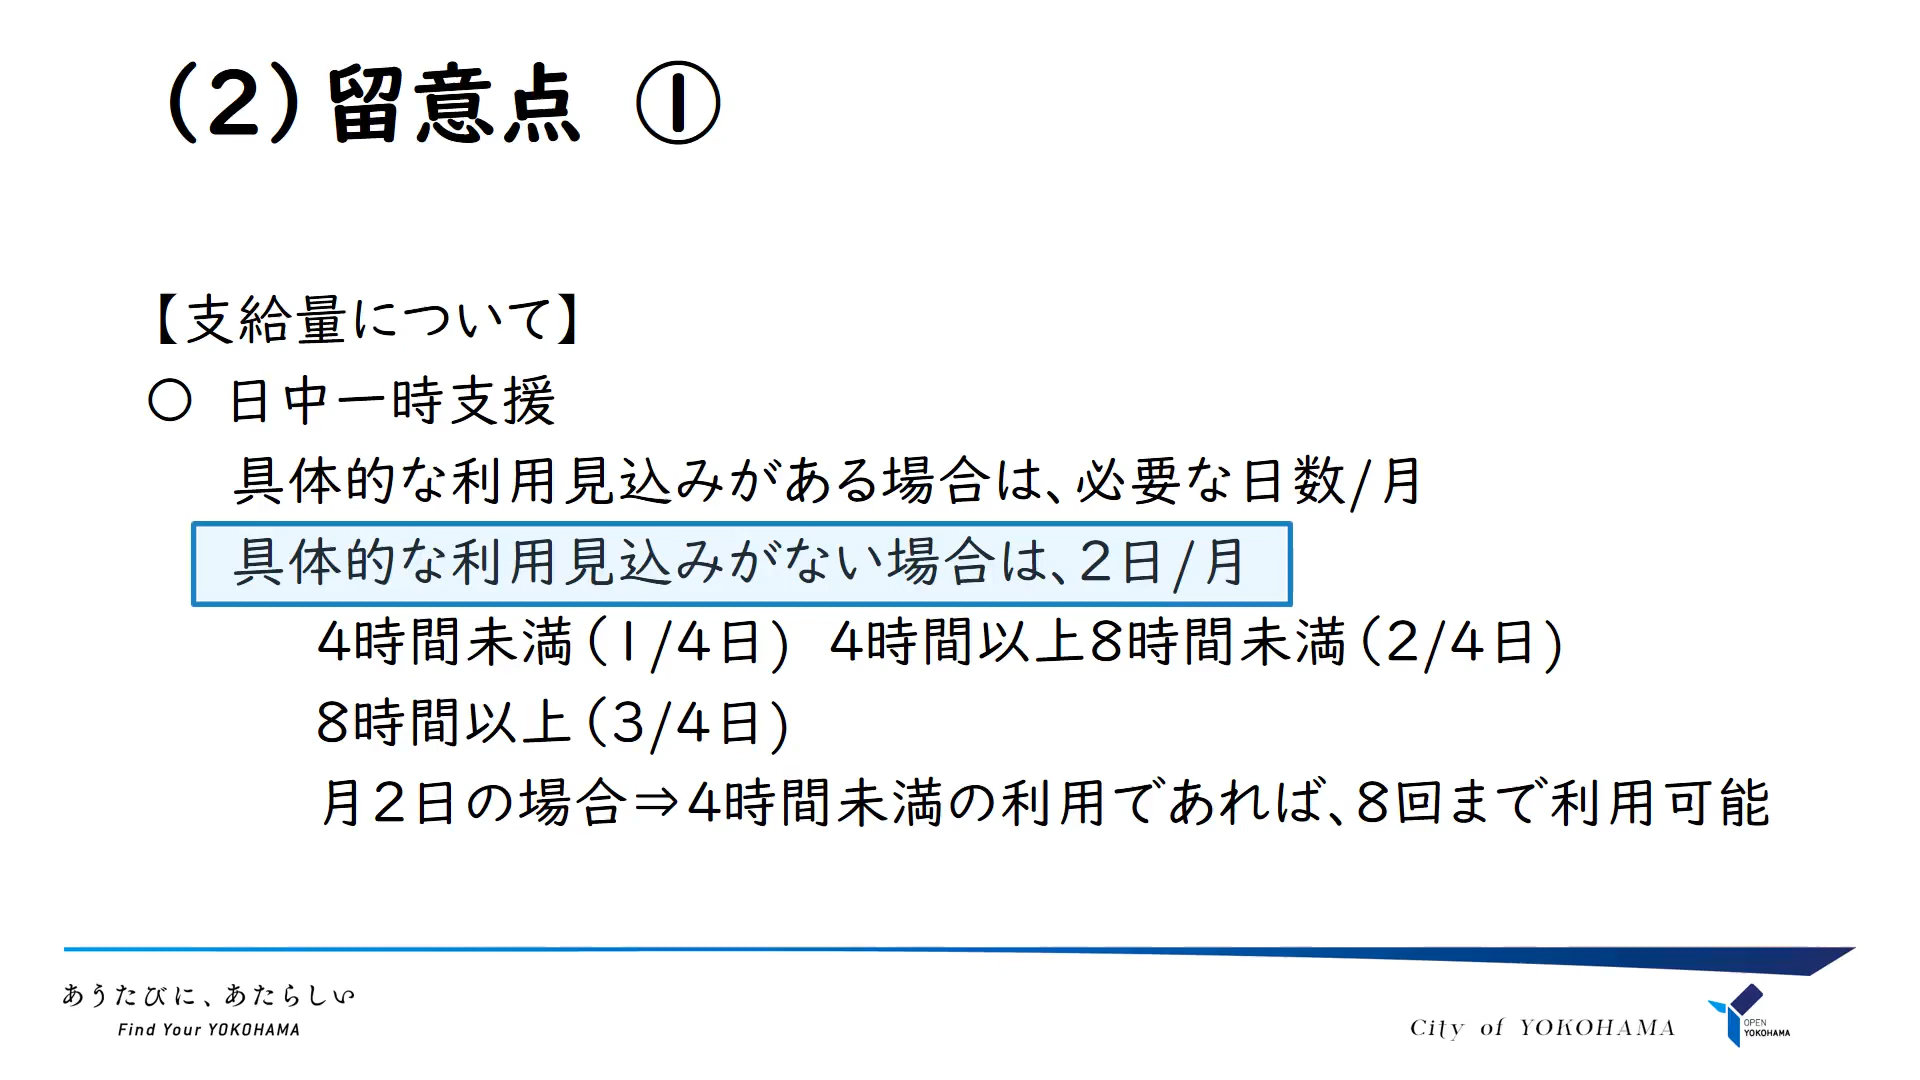 (2)留意点 ①
【支給量について】
○ 日中一時支援
具体的な利用見込みがある場合は、必要な日数/月
具体的な利用見込みがない場合は、2日/月
4時間未満(1/4日) 4時間以上8時間未満(2/4日)
8時間以上(3/4日)
月2日の場合⇒4時間未満の利用であれば、8回まで利用可能
あうたびに、あたらしい
Find Your YOKOHAMA
City of YOKOHAMA
OPEN
YOKOHAMA